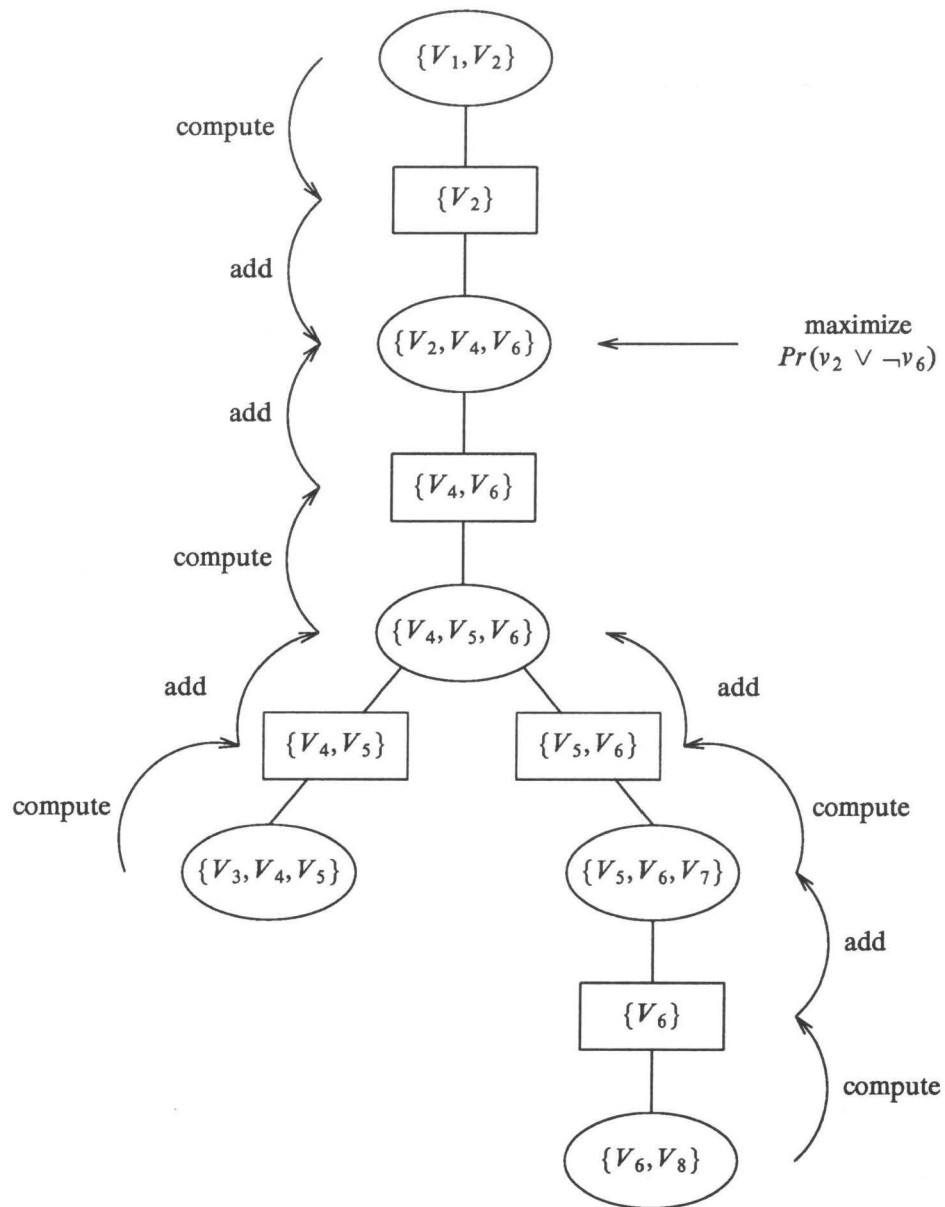 {V₁, V₂}
compute
{V₂}
add
{V₂, V₄, V₆}
maximize
Pr(v₂ ∨ ¬v₆)
add
{V₄, V₆}
compute
{V₄, V₅, V₆}
add
add
{V₄, V₅}
{V₅, V₆}
compute
compute
{V₃, V₄, V₅}
{V₅, V₆, V₇}
add
{V₆}
compute
{V₆, V₈}